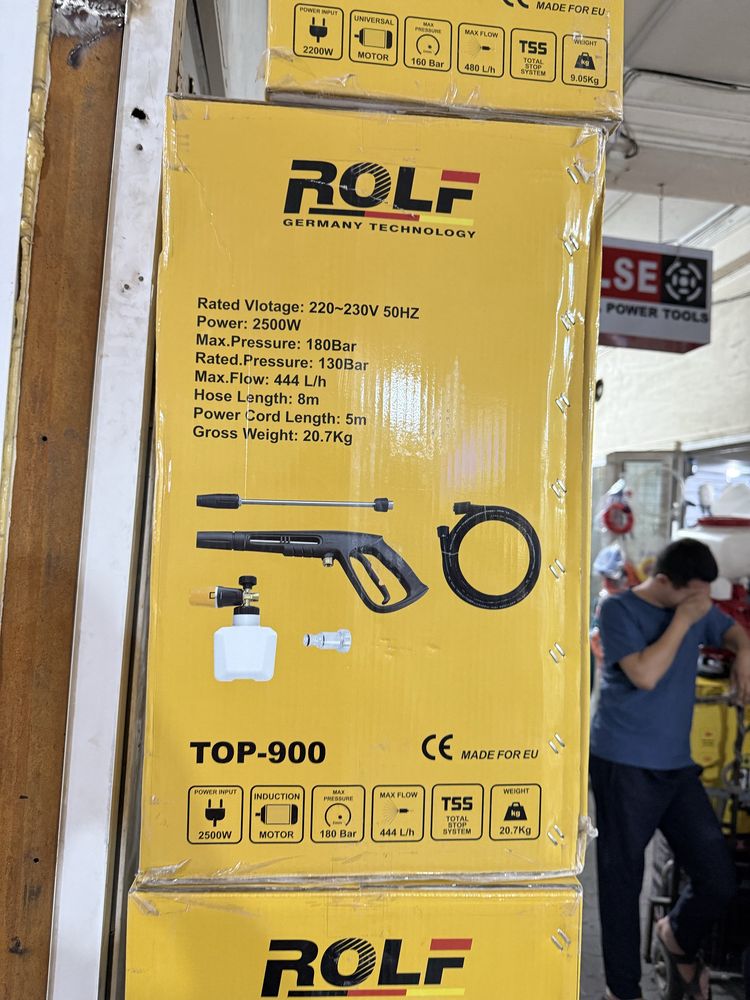 MADE FOR EU
POWER INPUT
2200W
UNIVERSAL
MOTOR
MAX
PRESSURE
160 Bar
MAX FLOW
480 L/h
TSS
TOTAL
STOP
SYSTEM
WEIGHT
kg
9.05Kg
ROLF
GERMANY TECHNOLOGY
LSE
POWER TOOLS
Rated Vlotage: 220~230V 50HZ
Power: 2500W
Max.Pressure: 180Bar
Rated.Pressure: 130Bar
Max.Flow: 444 L/h
Hose Length: 8m
Power Cord Length: 5m
Gross Weight: 20.7Kg
TOP-900
CE MADE FOR EU
POWER INPUT
2500W
INDUCTION
MOTOR
MAX
PRESSURE
180 Bar
MAX FLOW
444 L/h
TSS
TOTAL
STOP
SYSTEM
WEIGHT
kg
20.7Kg
ROLF